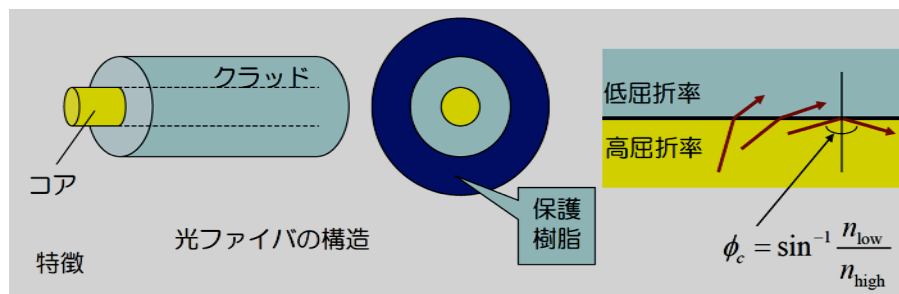 クラッド
コア
光ファイバの構造
特徴
保護
樹脂
低屈折率
高屈折率
ϕc = sin⁻¹ nlow / nhigh